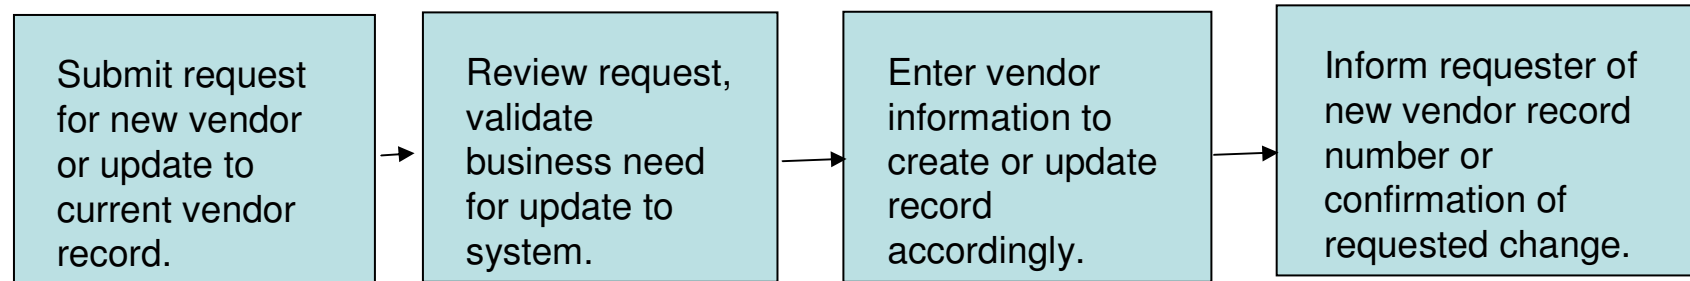 Submit request
for new vendor
or update to
current vendor
record.
Review request,
validate
business need
for update to
system.
Enter vendor
information to
create or update
record
accordingly.
Inform requester of
new vendor record
number or
confirmation of
requested change.